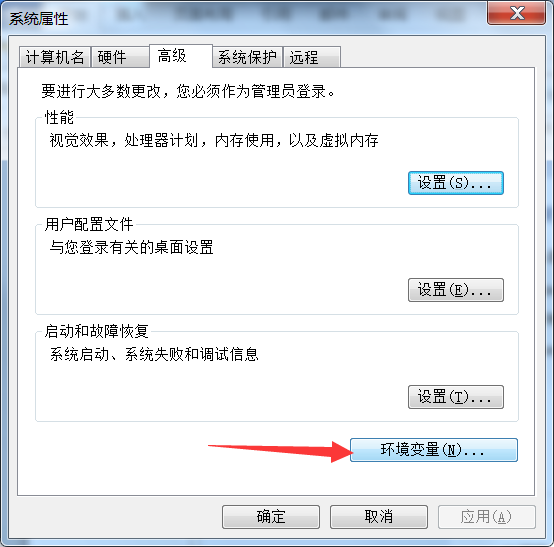 系统属性
计算机名 硬件 高级 系统保护 远程
要进行大多数更改，您必须作为管理员登录。
性能
视觉效果，处理器计划，内存使用，以及虚拟内存
设置(S)...
用户配置文件
与您登录有关的桌面设置
设置(E)...
启动和故障恢复
系统启动、系统失败和调试信息
设置(T)...
环境变量(N)...
确定 取消 应用(A)